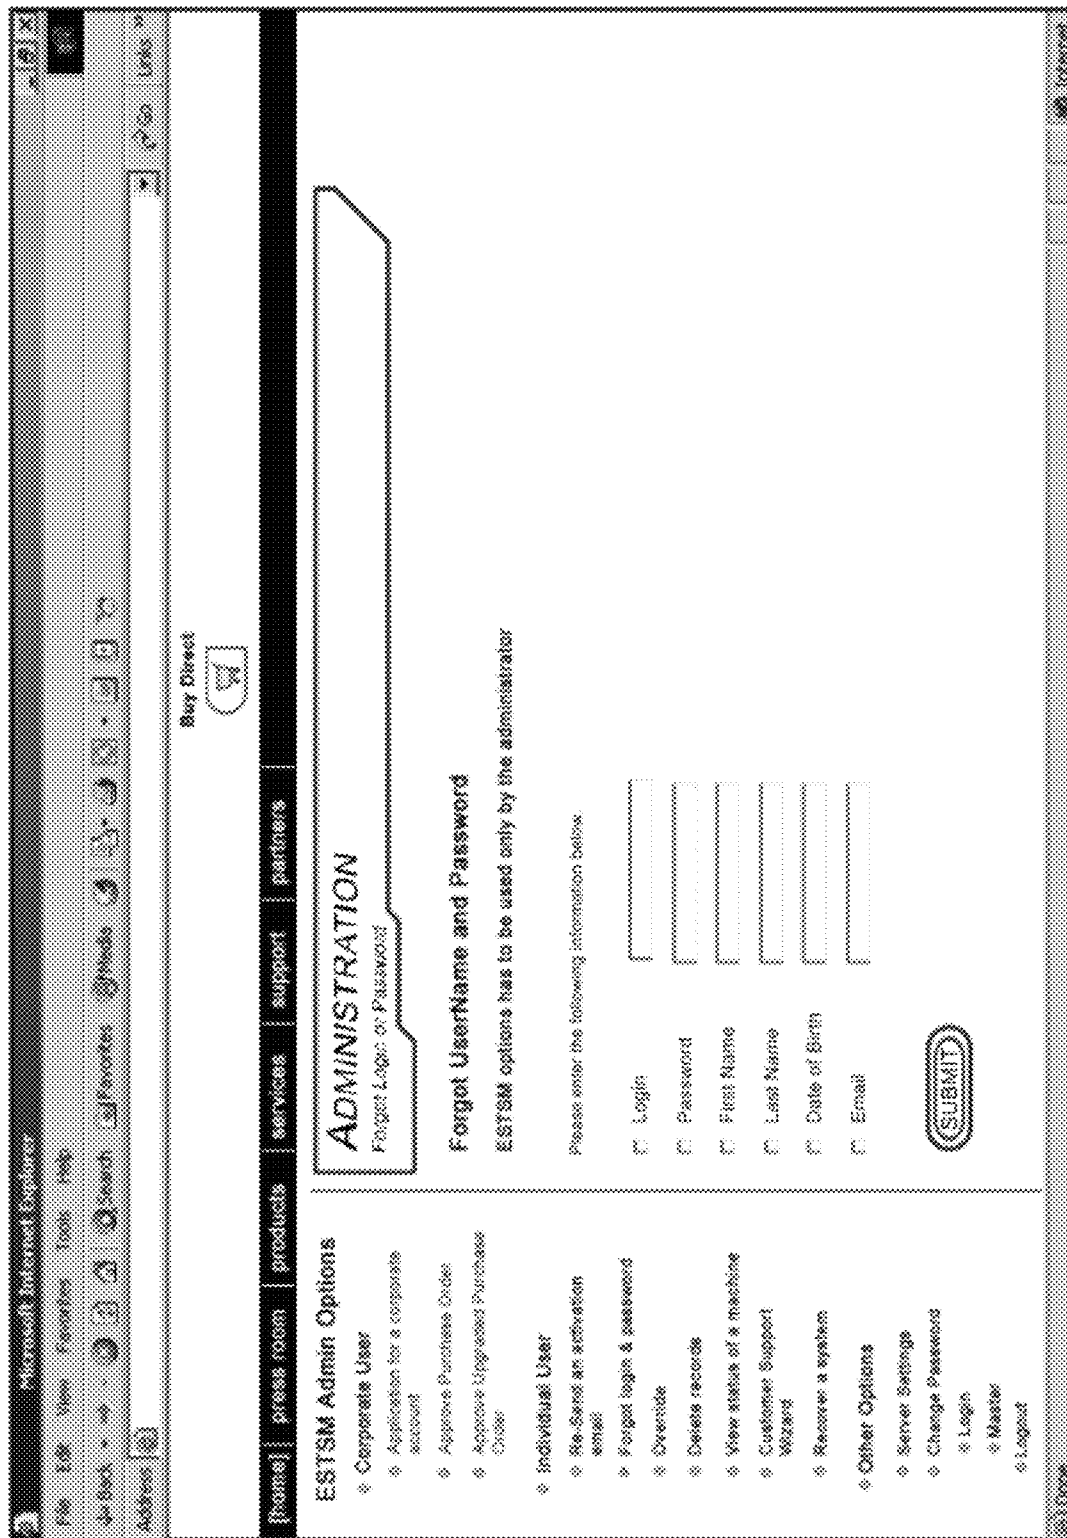 Microsoft Internet Explorer
File Edit View Favorites Tools Help
Back Search Favorites Media
Address Go Links »
Buy Direct
[home] press room products services support partners
ESTSM Admin Options
Corporate User
Application for a corporate
account
Approve Purchase Order
Approve Upgraded Purchase
Order
Individual User
Re-Send an activation
email
Forgot login & password
Override
Delete records
View status of a machine
Customer Support
Wizard
Recover a system
Other Options
Server Settings
Change Password
Login
Master
Logout
ADMINISTRATION
Forgot Login or Password
Forgot UserName and Password
ESTSM options has to be used only by the administrator
Please enter the following information below.
Login
Password
First Name
Last Name
Date of Birth
Email
SUBMIT
Done Internet